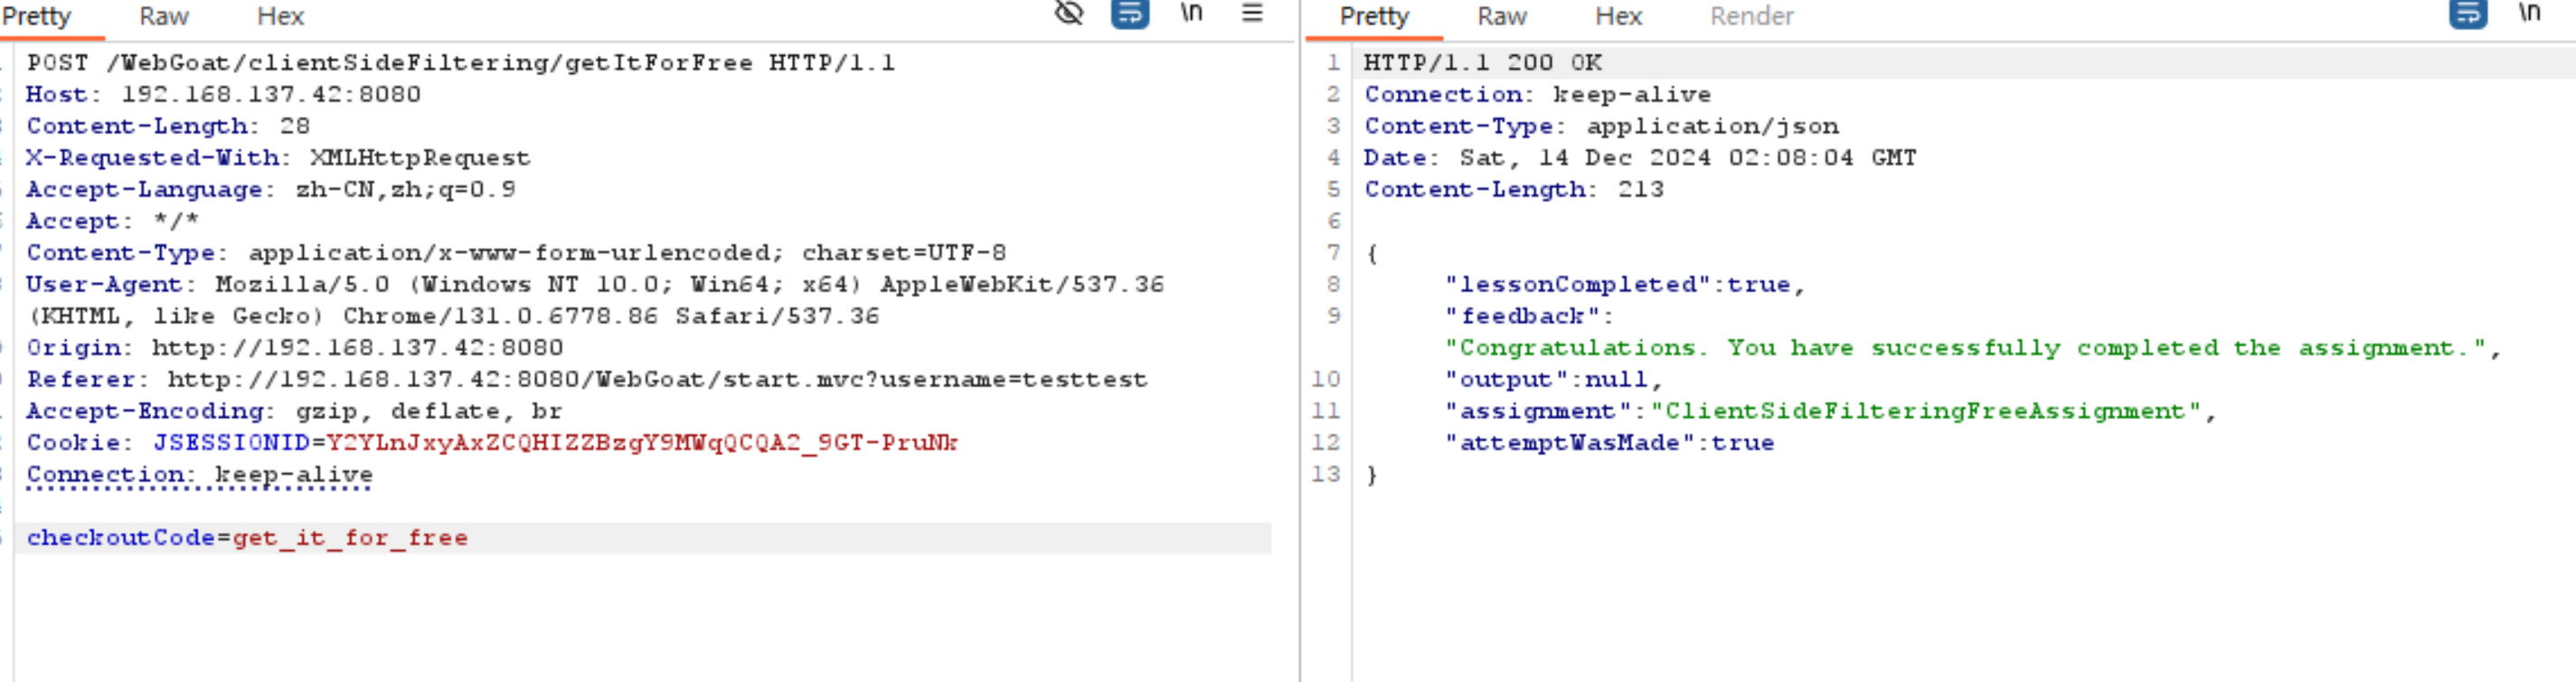 Pretty Raw Hex \n
POST /WebGoat/clientSideFiltering/getItForFree HTTP/1.1
Host: 192.168.137.42:8080
Content-Length: 28
X-Requested-With: XMLHttpRequest
Accept-Language: zh-CN,zh;q=0.9
Accept: */*
Content-Type: application/x-www-form-urlencoded; charset=UTF-8
User-Agent: Mozilla/5.0 (Windows NT 10.0; Win64; x64) AppleWebKit/537.36
(KHTML, like Gecko) Chrome/131.0.6778.86 Safari/537.36
Origin: http://192.168.137.42:8080
Referer: http://192.168.137.42:8080/WebGoat/start.mvc?username=testtest
Accept-Encoding: gzip, deflate, br
Cookie: JSESSIONID=Y2YLnJxyAxZCQHIZZBzgY9MWqQCQA2_9GT-PruNk
Connection: keep-alive
checkoutCode=get_it_for_free
Pretty Raw Hex Render \n
1 HTTP/1.1 200 OK
2 Connection: keep-alive
3 Content-Type: application/json
4 Date: Sat, 14 Dec 2024 02:08:04 GMT
5 Content-Length: 213
6
7 {
8 "lessonCompleted":true,
9 "feedback":
"Congratulations. You have successfully completed the assignment.",
10 "output":null,
11 "assignment":"ClientSideFilteringFreeAssignment",
12 "attemptWasMade":true
13 }